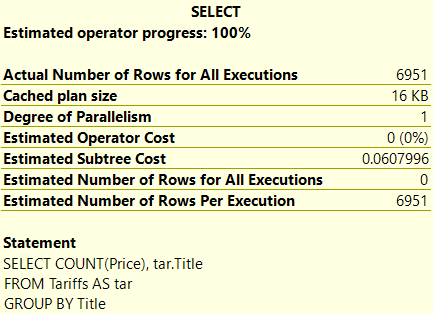 SELECT
Estimated operator progress: 100%
Actual Number of Rows for All Executions 6951
Cached plan size 16 KB
Degree of Parallelism 1
Estimated Operator Cost 0 (0%)
Estimated Subtree Cost 0.0607996
Estimated Number of Rows for All Executions 0
Estimated Number of Rows Per Execution 6951
Statement
SELECT COUNT(Price), tar.Title
FROM Tariffs AS tar
GROUP BY Title